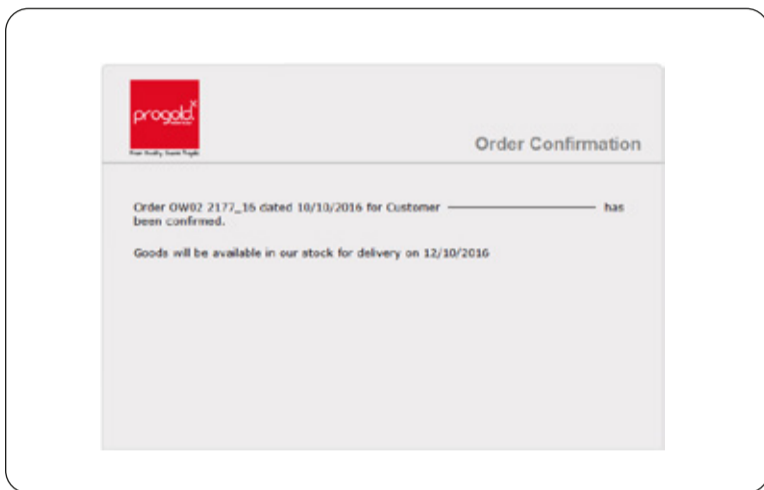 progold
Order Confirmation
Order OW02 2177_16 dated 10/10/2016 for Customer has
been confirmed.
Goods will be available in our stock for delivery on 12/10/2016